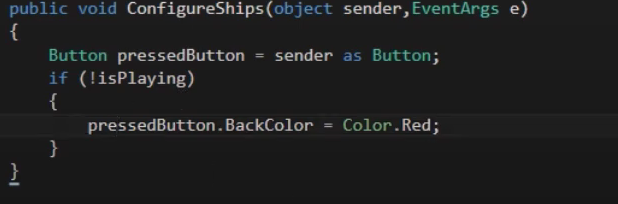 public void ConfigureShips(object sender,EventArgs e)
{
    Button pressedButton = sender as Button;
    if (!isPlaying)
    {
        pressedButton.BackColor = Color.Red;
    }
}